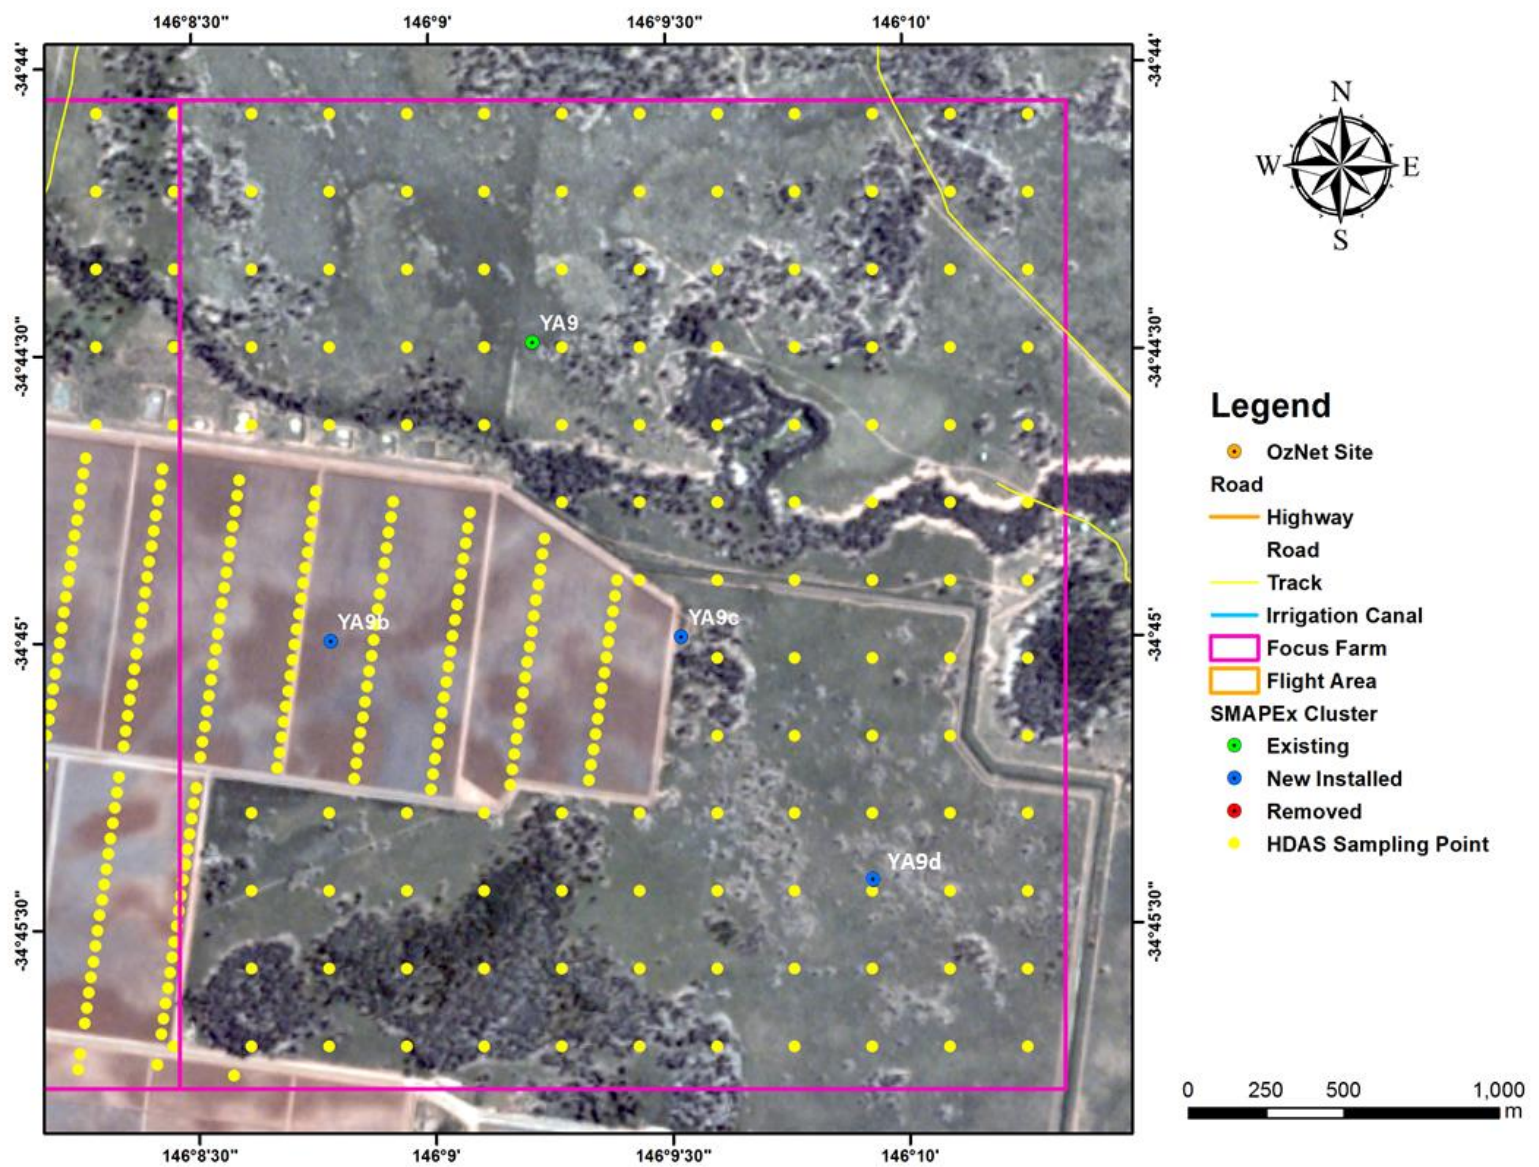 146°8'30" 146°9' 146°9'30" 146°10'
-34°44' -34°44'
N
W E
S
YA9
-34°44'30" -34°44'30"
Legend
OzNet Site
Road
Highway
Road
Track
Irrigation Canal
Focus Farm
Flight Area
SMAPEx Cluster
Existing
New Installed
Removed
HDAS Sampling Point
YA9b YA9c
-34°45' -34°45'
YA9d
-34°45'30" -34°45'30"
0 250 500 1,000
m
146°8'30" 146°9' 146°9'30" 146°10'